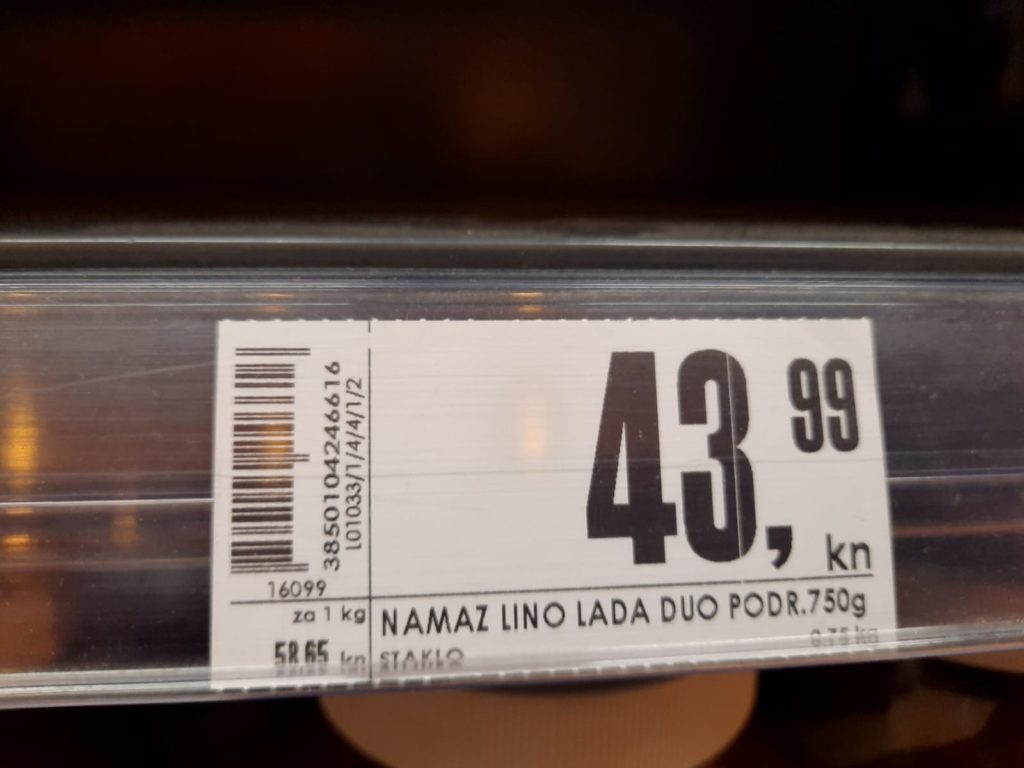 3850104246616
L01033/1/4/4/1/2
16099
43,99 kn
za 1 kg
58.65 kn
NAMAZ LINO LADA DUO PODR.750g
STAKLO
0.75 kg